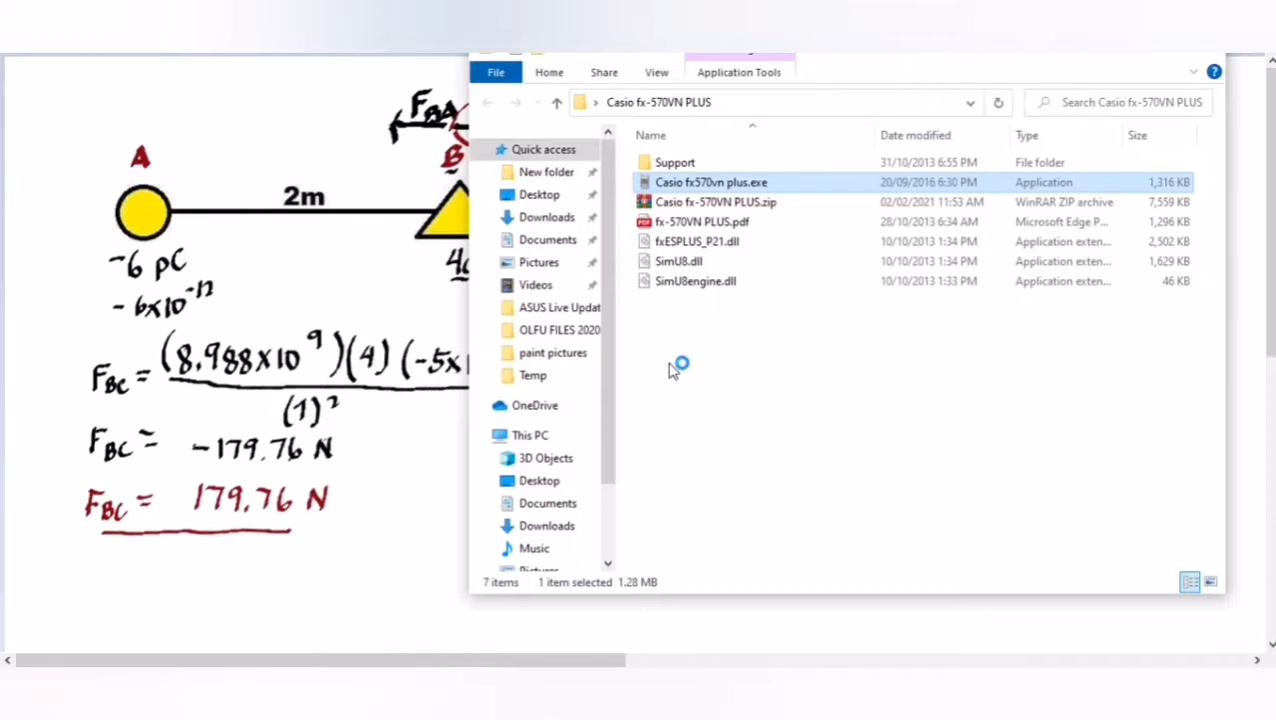 File Home Share View Application Tools
Casio fx-570VN PLUS
Search Casio fx-570VN PLUS
Name Date modified Type Size
Quick access
New folder
Desktop
Downloads
Documents
Pictures
Videos
ASUS Live Updat
OLFU FILES 2020
paint pictures
Temp
OneDrive
This PC
3D Objects
Desktop
Documents
Downloads
Music
Support 31/10/2013 6:55 PM File folder
Casio fx570vn plus.exe 20/09/2016 6:30 PM Application 1,316 KB
Casio fx-570VN PLUS.zip 02/02/2021 11:53 AM WinRAR ZIP archive 7,559 KB
fx-570VN PLUS.pdf 28/10/2013 6:34 AM Microsoft Edge P... 1,296 KB
fxESPLUS_P21.dll 10/10/2013 1:34 PM Application exten... 2,502 KB
SimU8.dll 10/10/2013 1:34 PM Application exten... 1,629 KB
SimU8engine.dll 10/10/2013 1:33 PM Application exten... 46 KB
7 items 1 item selected 1.28 MB
FBA
A
B
2m
-6 pC
4
-6x10⁻¹²
FBC = (8.988x10⁹)(4)(-5x1
(1)²
FBC = -179.76 N
FBC = 179.76 N